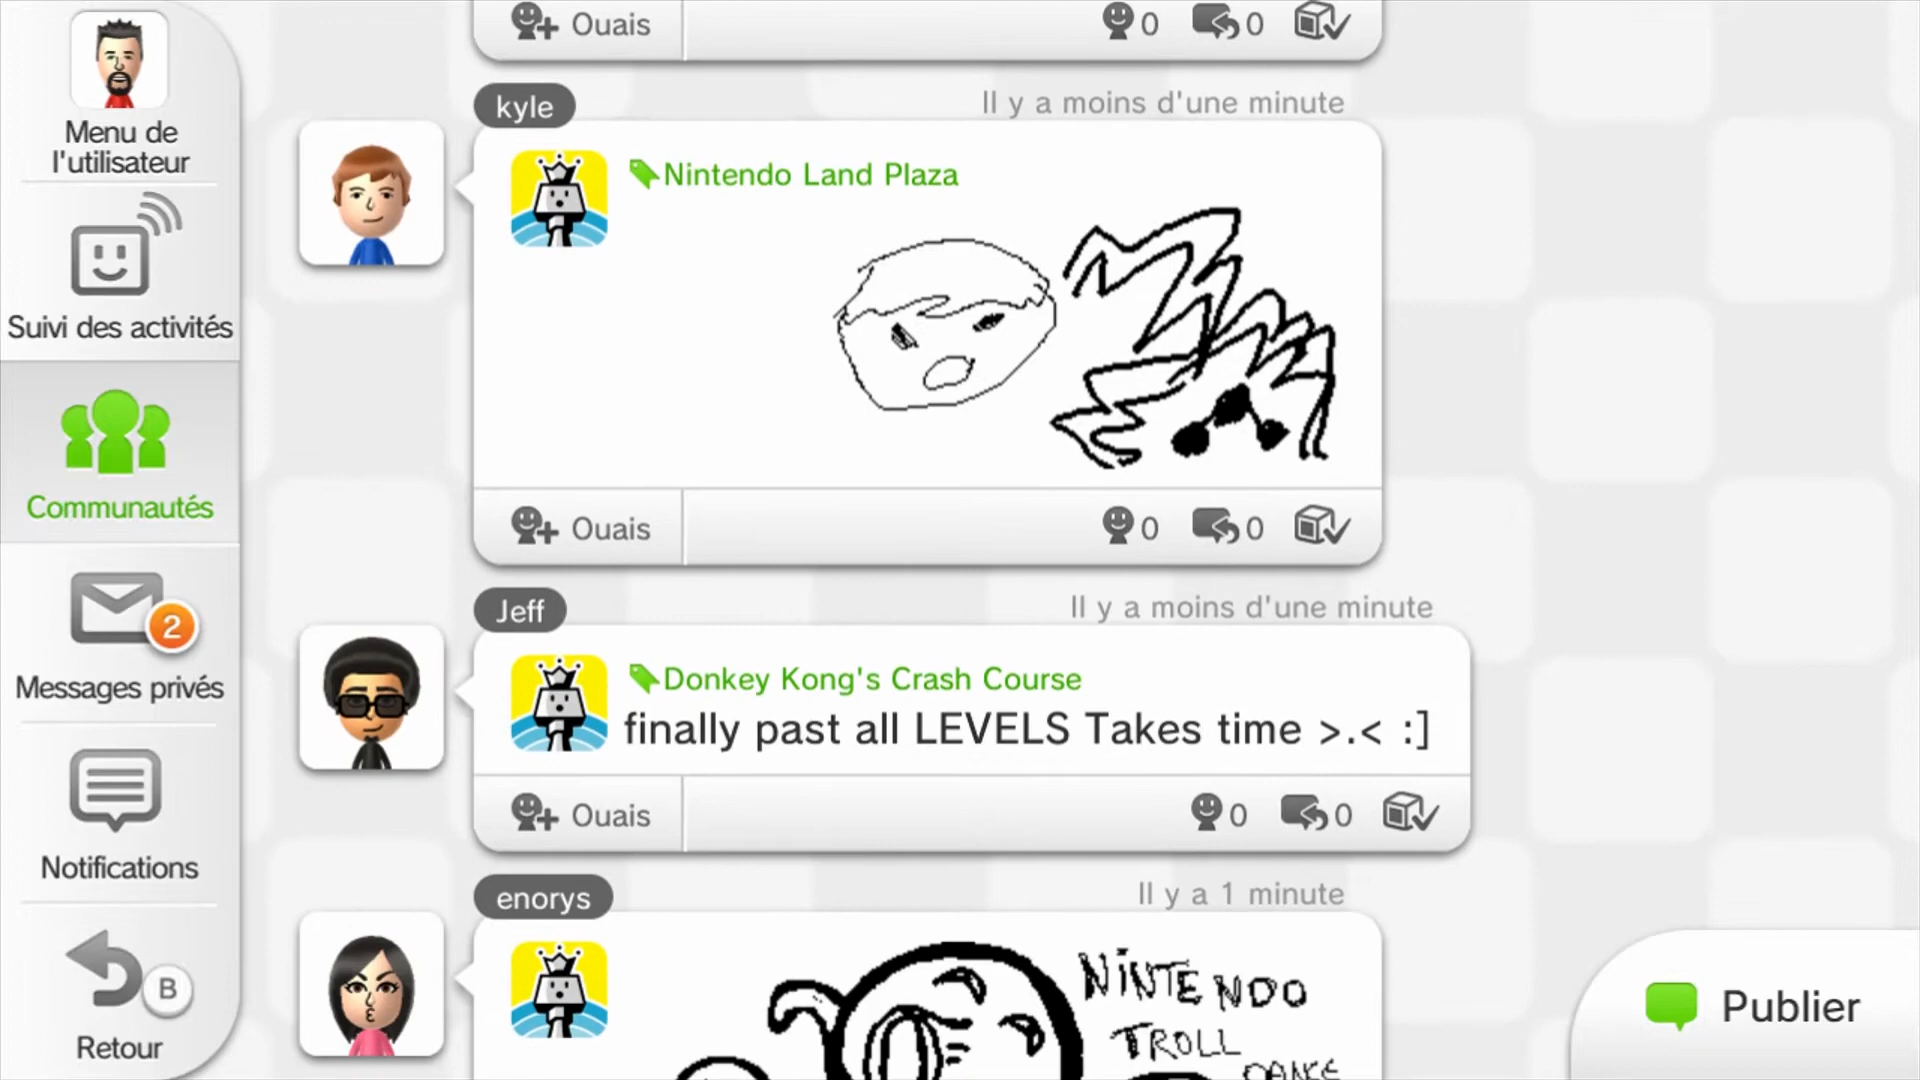 Ouais
0
0
kyle
Il y a moins d'une minute
Menu de
l'utilisateur
Nintendo Land Plaza
Suivi des activités
Communautés
Ouais
0
0
Jeff
Il y a moins d'une minute
2
Messages privés
Donkey Kong's Crash Course
finally past all LEVELS Takes time >.< :]
Ouais
0
0
Notifications
enorys
Il y a 1 minute
NiNTENDO
TROLL
DANCE
B
Retour
Publier